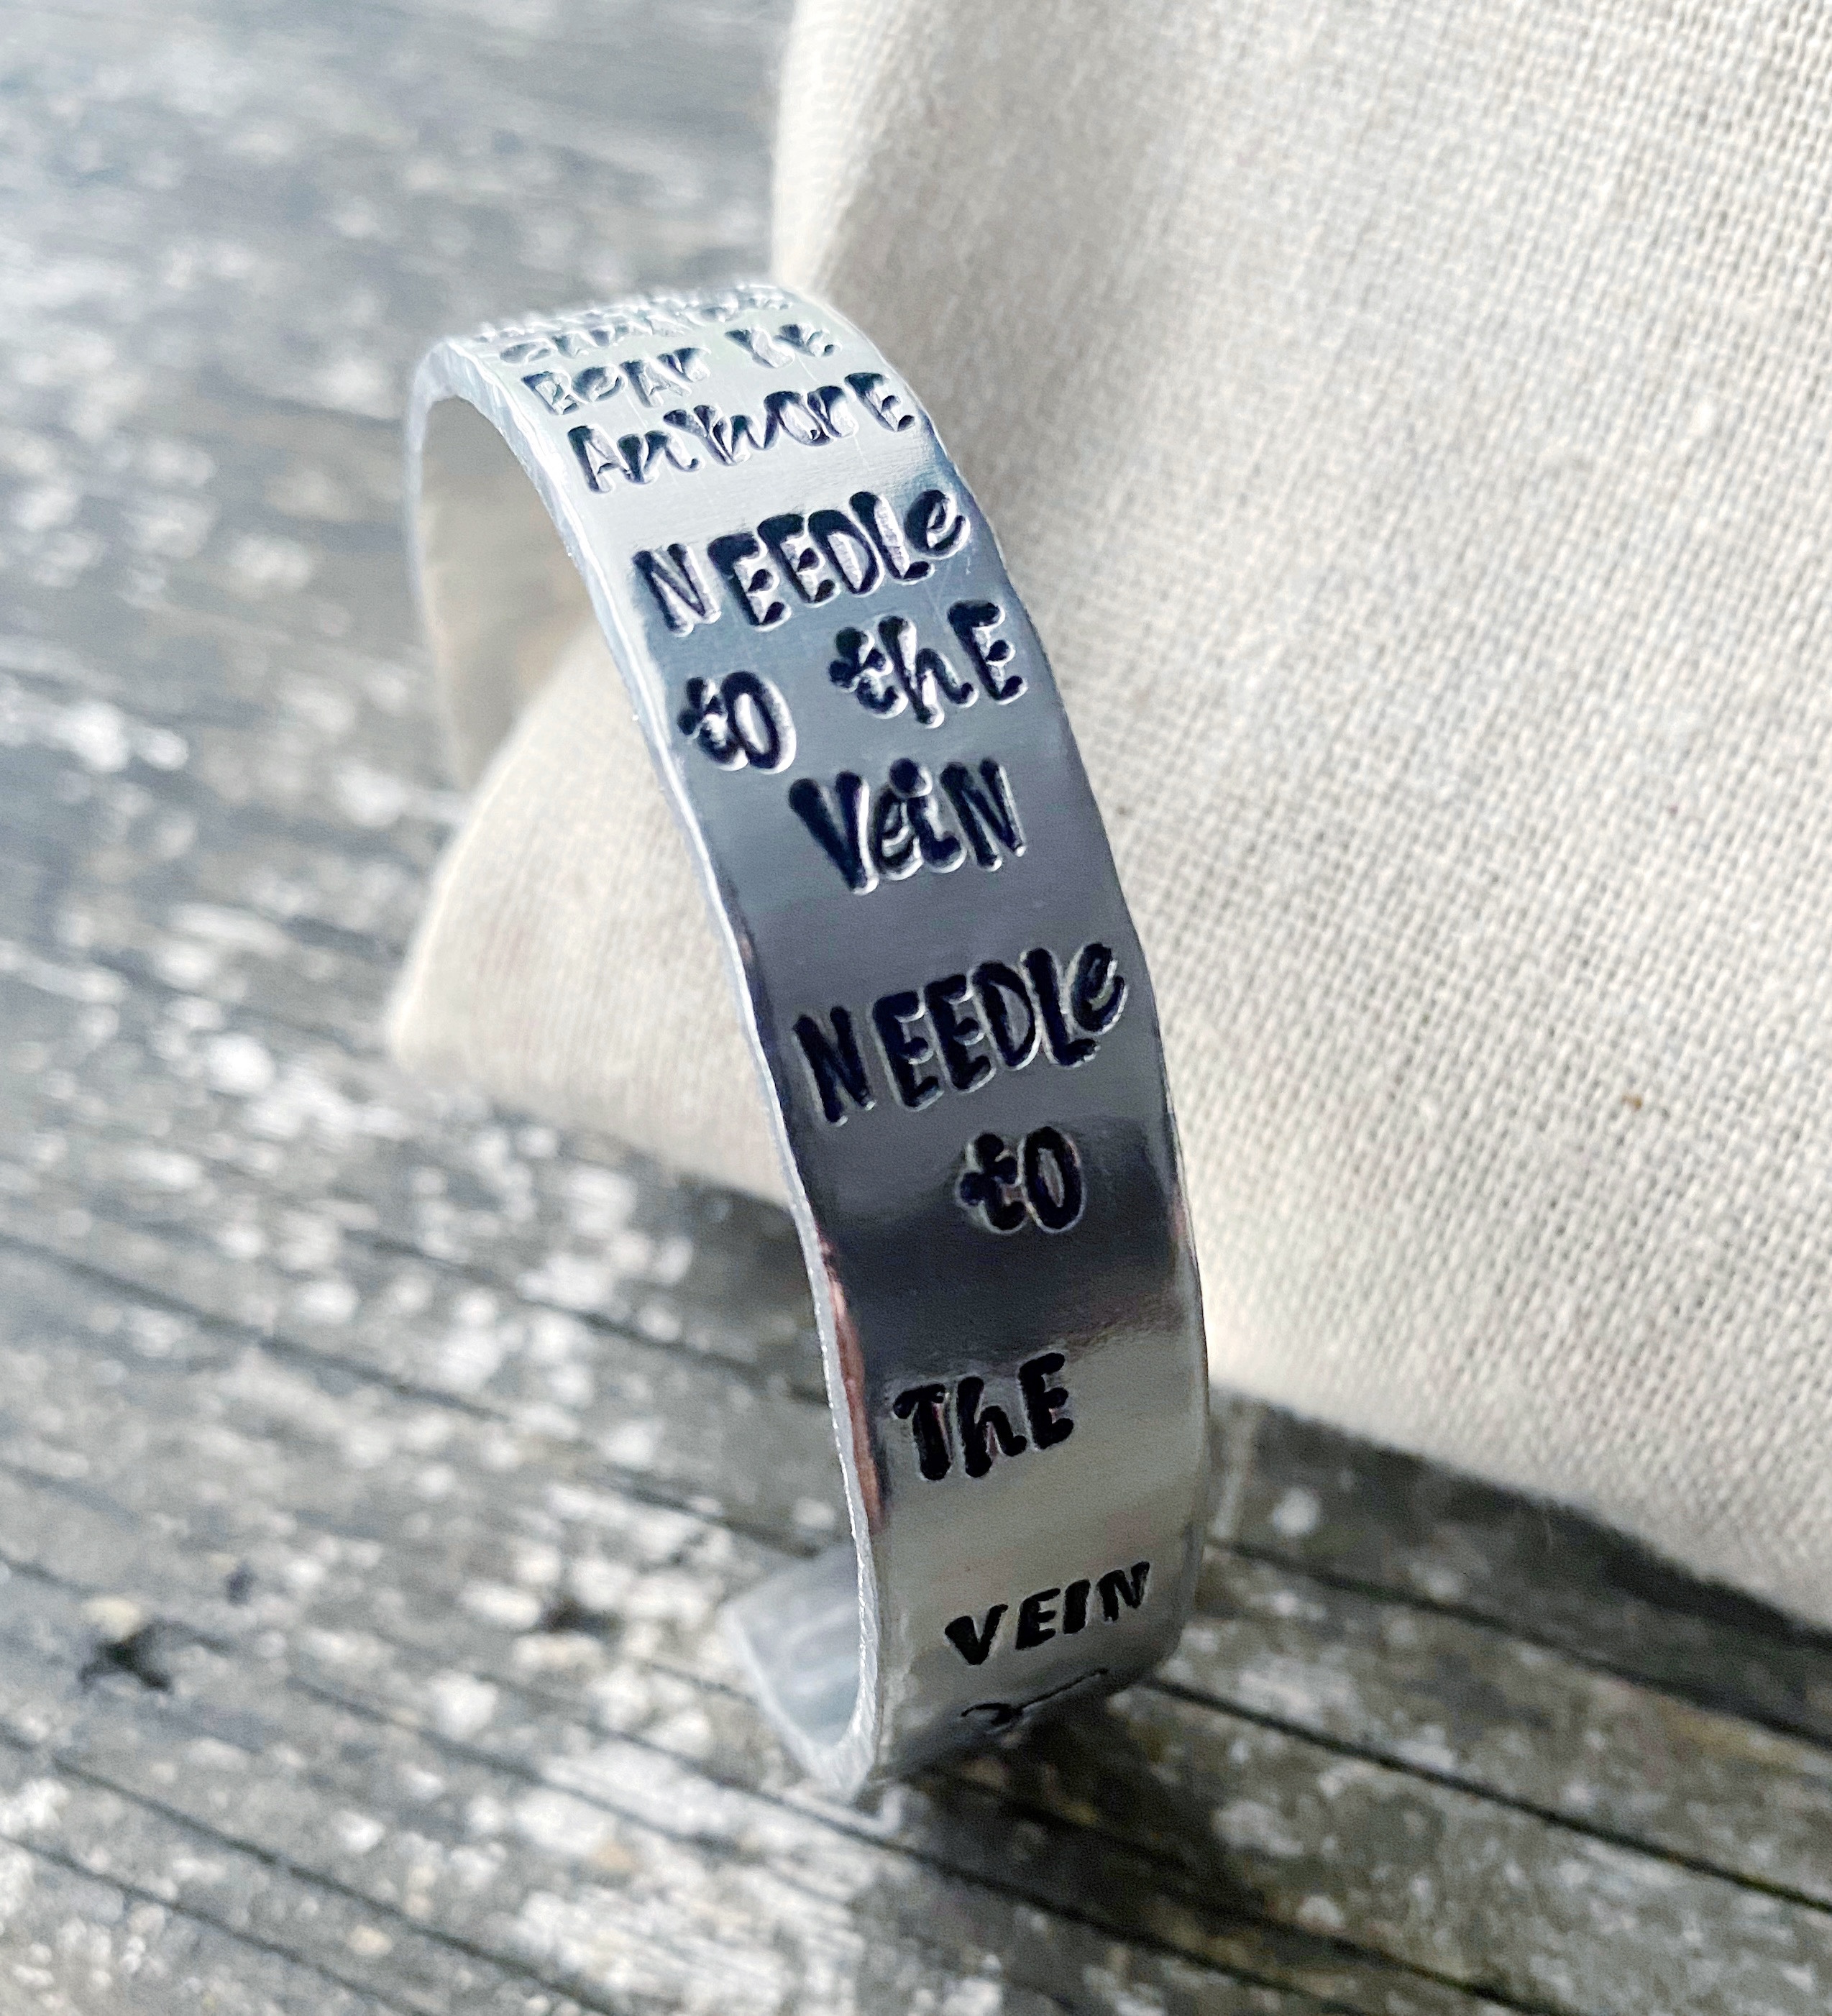 BeAr
AnYmorE
NEEDLe
tO thE
VeiN
NEEDLe
tO
ThE
VEIN